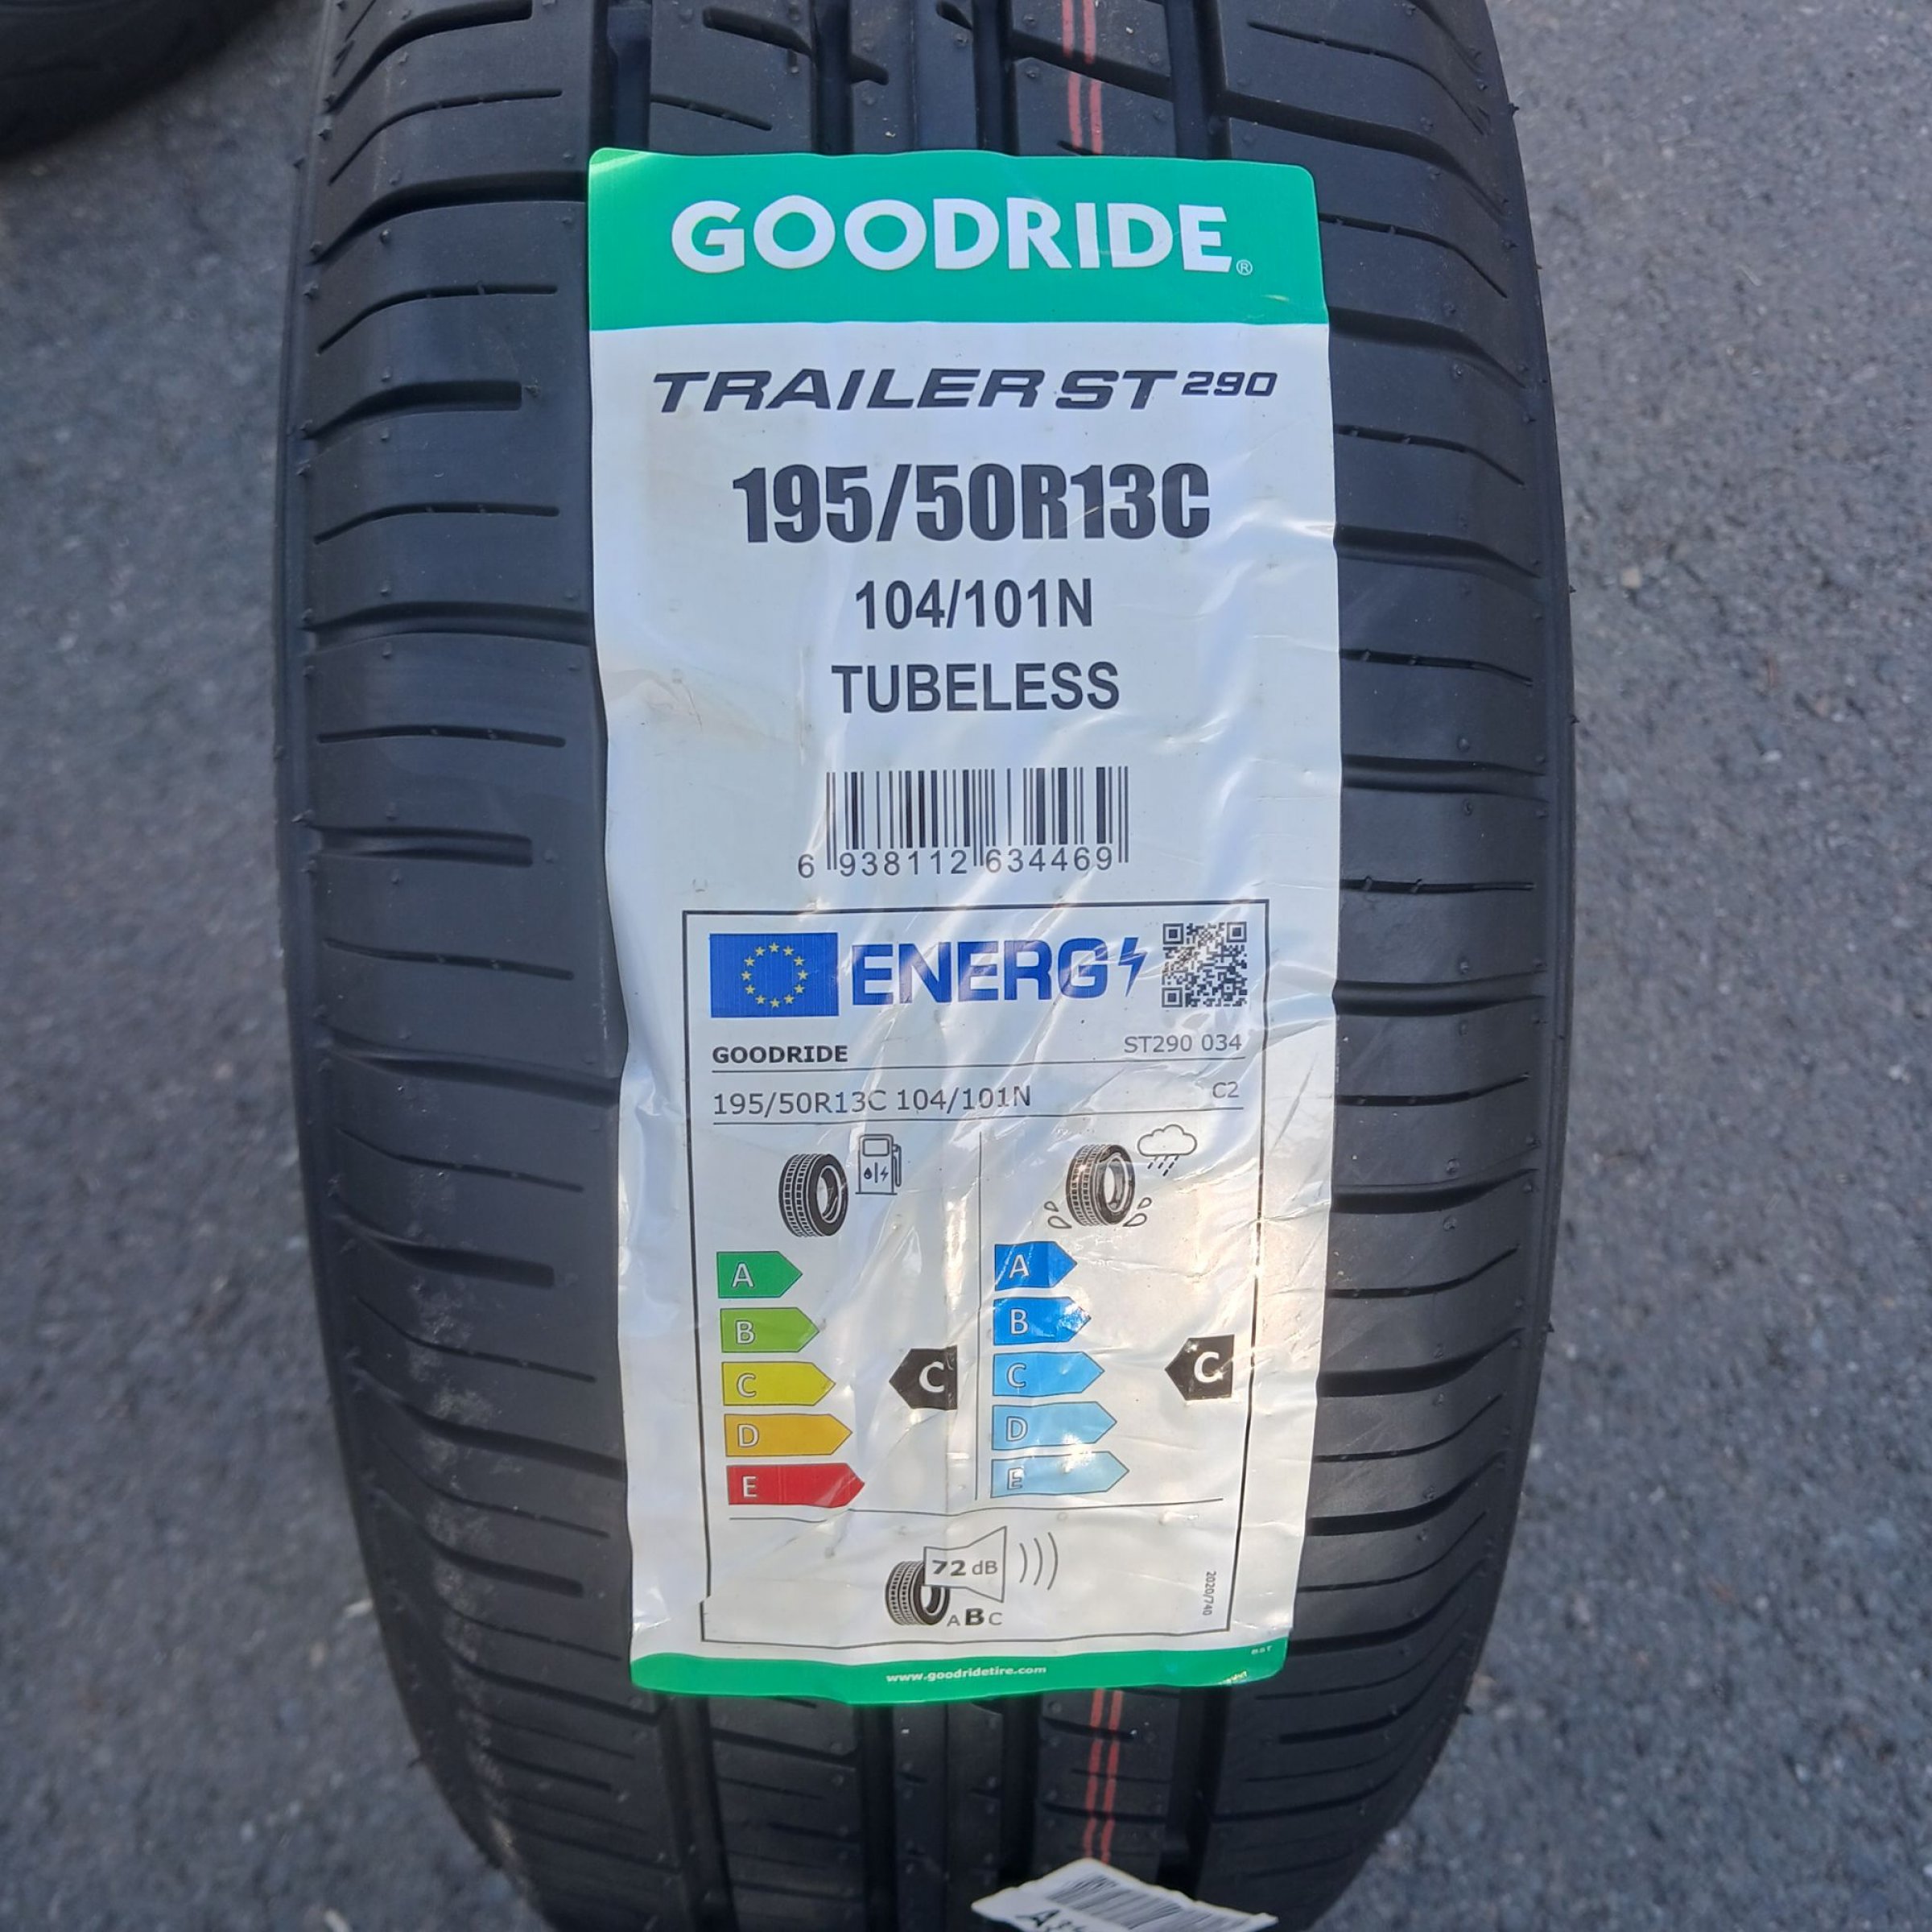 GOODRIDE®
TRAILER ST 290
195/50R13C
104/101N
TUBELESS
6 938112 634469
ENERG
GOODRIDE
ST290 034
195/50R13C 104/101N
C2
A
B
C
D
E
C
A
B
C
D
E
C
72 dB
ABC
2020/740
www.goodridetire.com